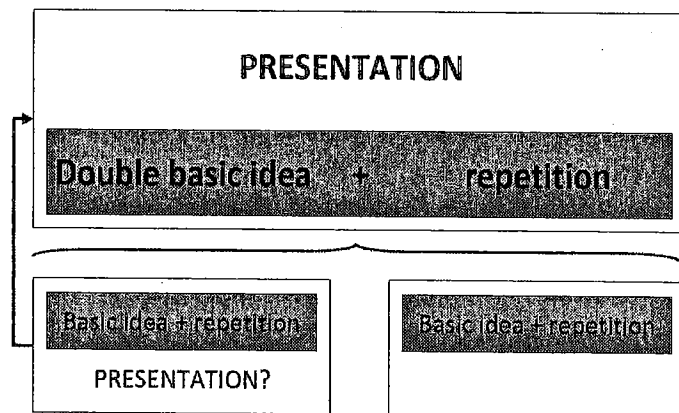 PRESENTATION
Double basic idea + repetition
Basic idea + repetition
PRESENTATION?
Basic idea + repetition